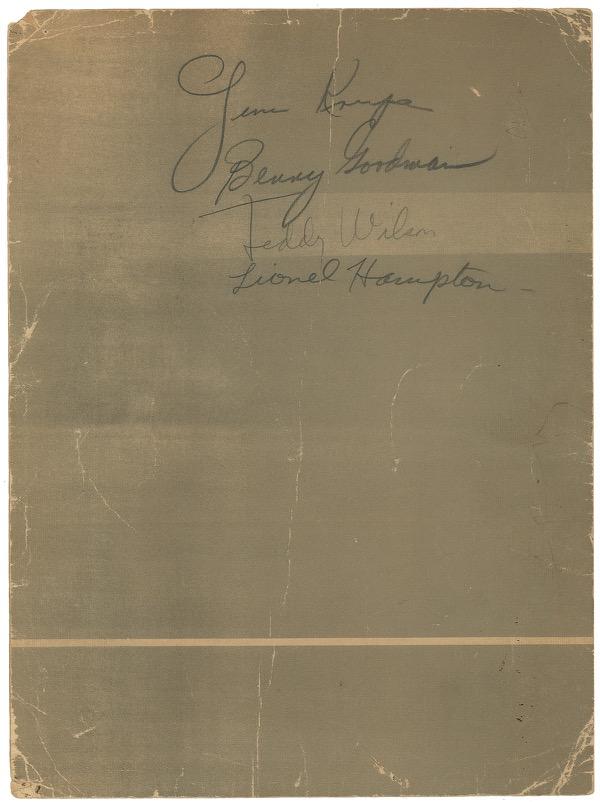 Gene Krupa
Benny Goodman
Teddy Wilson
Lionel Hampton